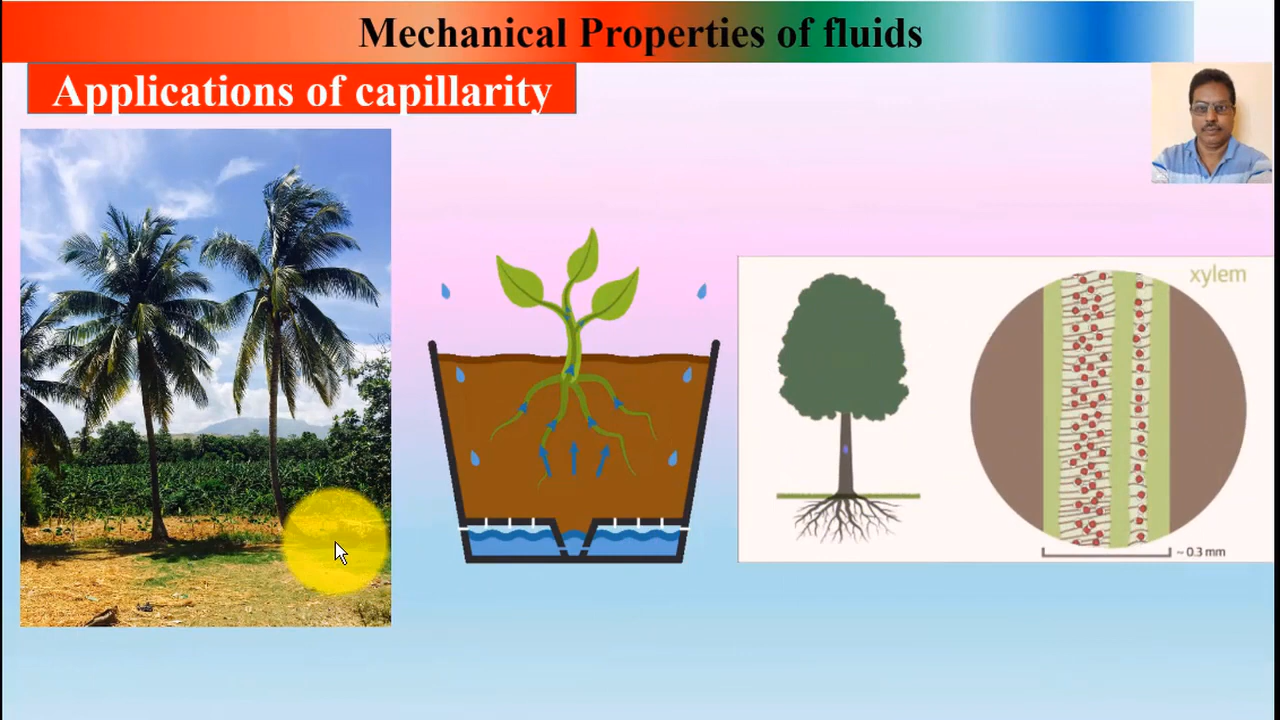 Mechanical Properties of fluids
Applications of capillarity
xylem
~ 0.3 mm